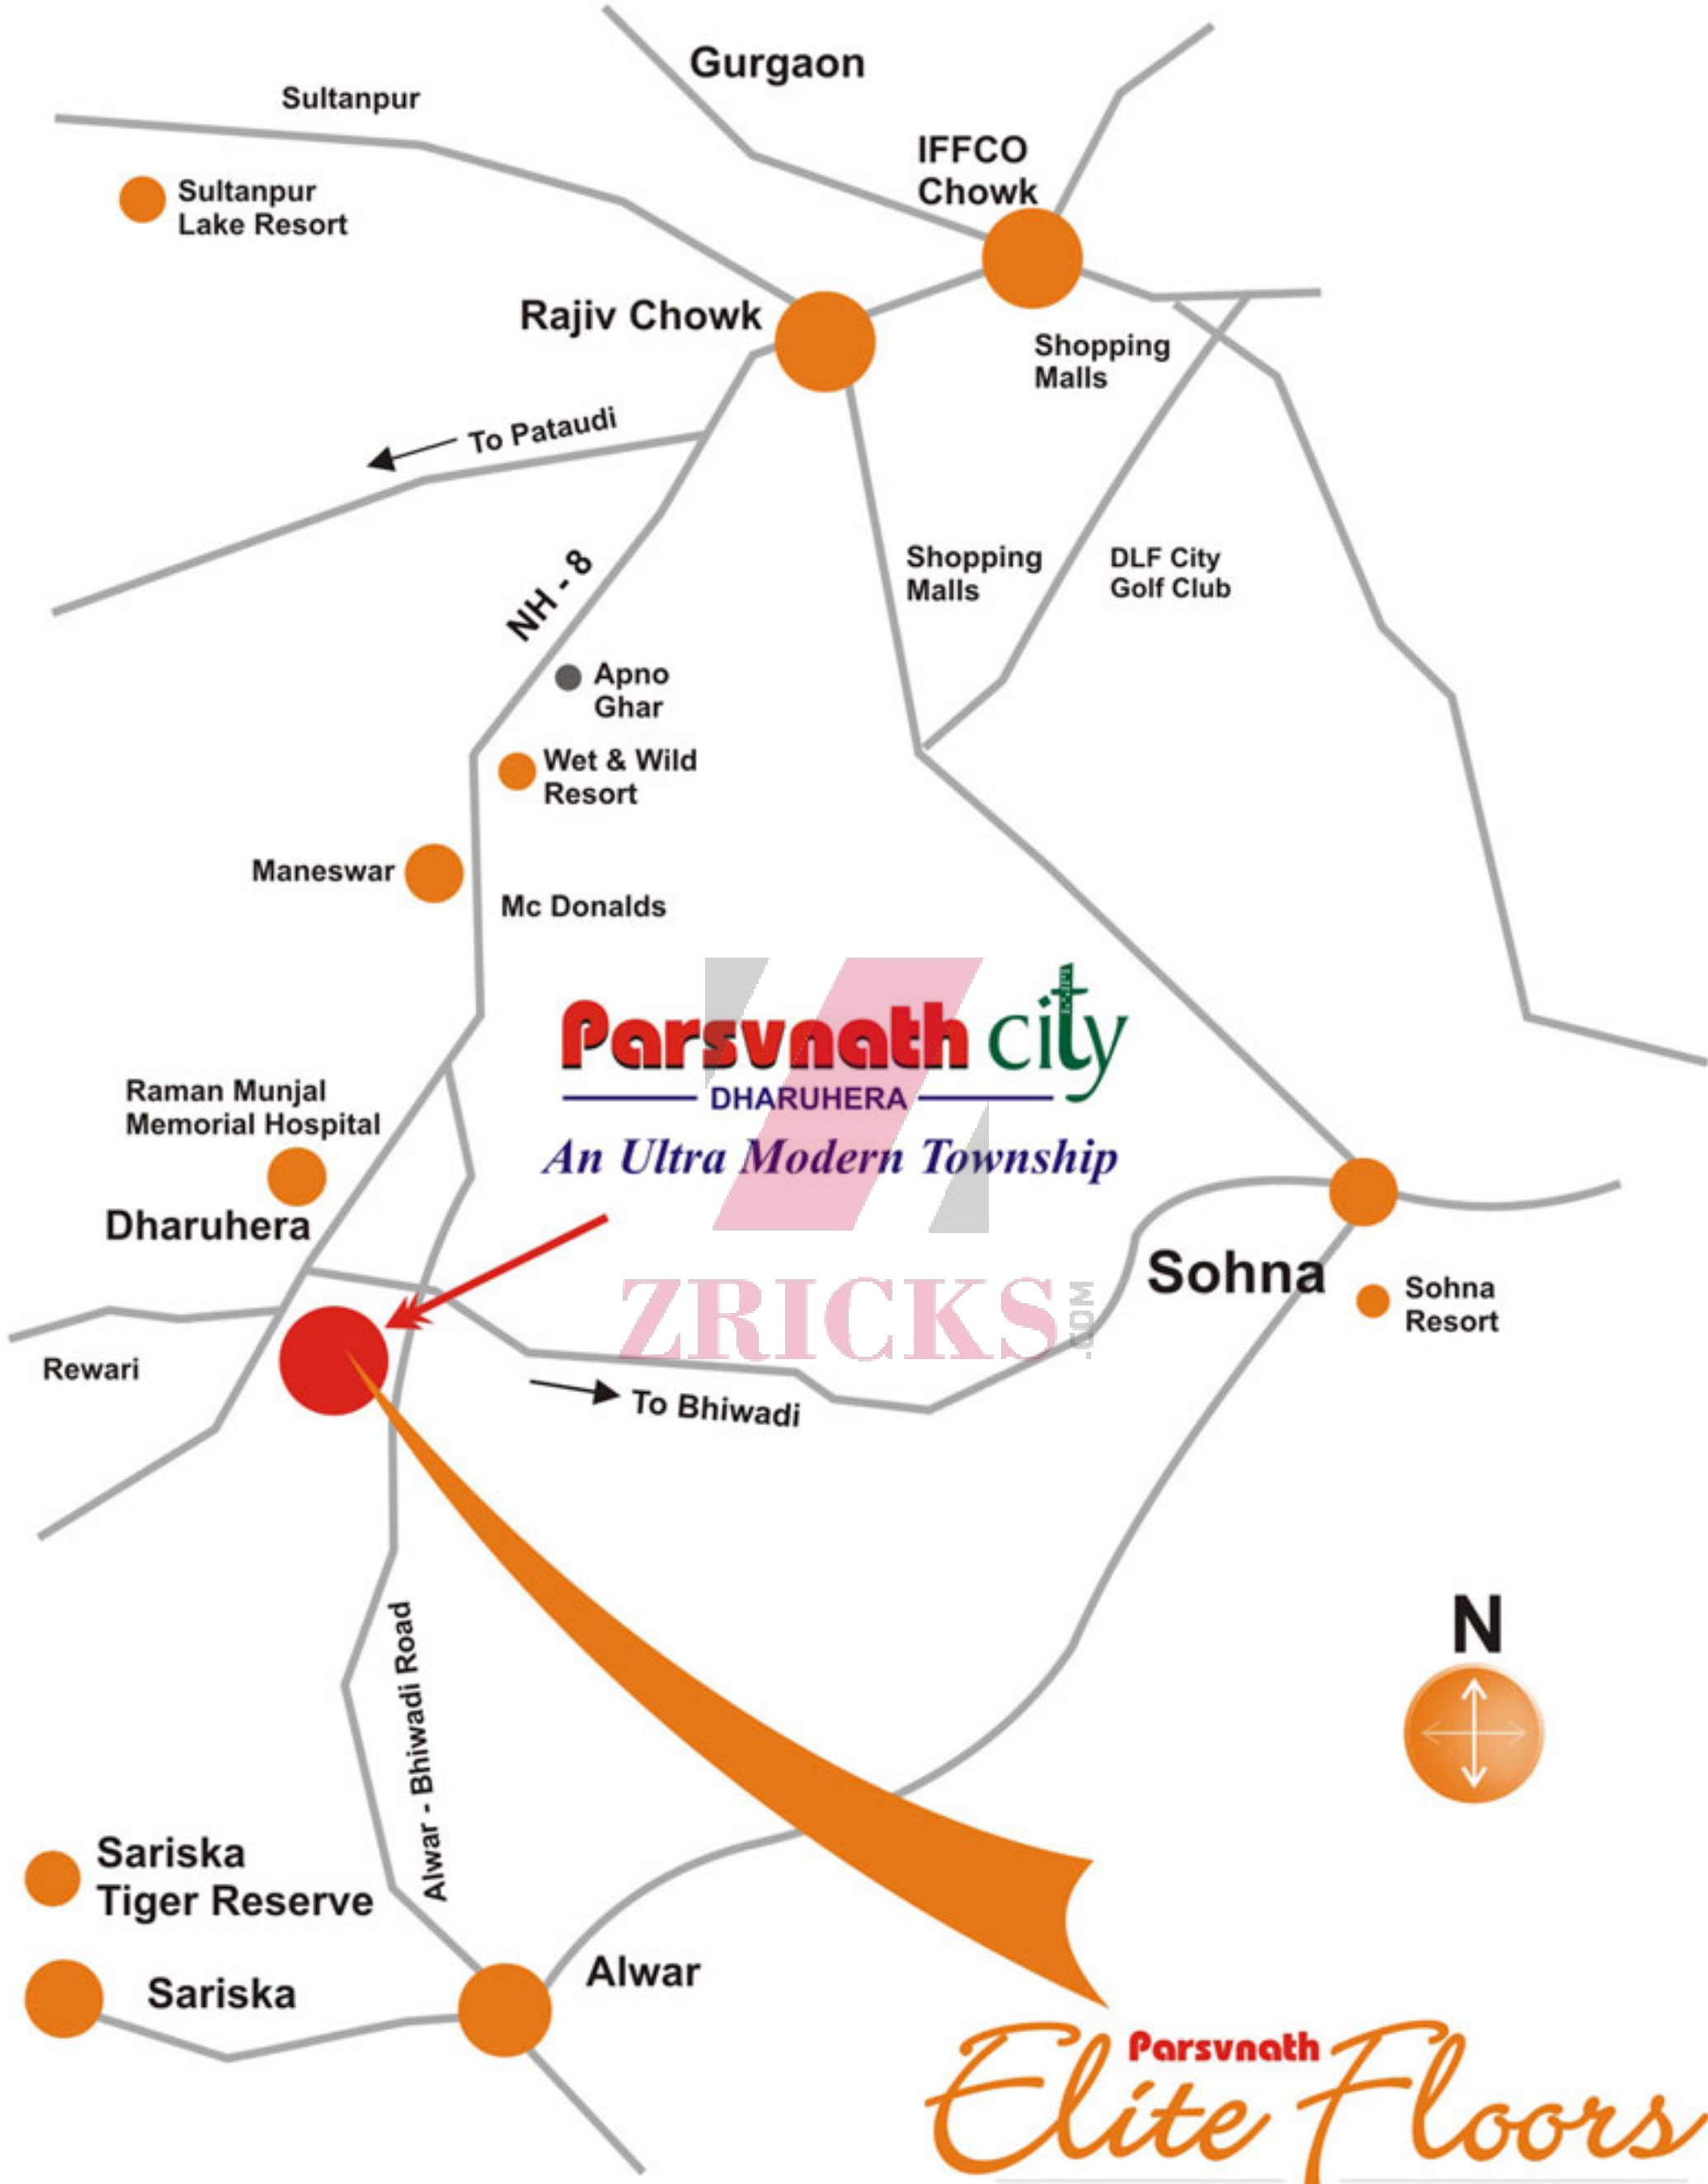 Gurgaon
Sultanpur
IFFCO
Chowk
Sultanpur
Lake Resort
Rajiv Chowk
Shopping
Malls
To Pataudi
NH - 8
Shopping
Malls
DLF City
Golf Club
Apno
Ghar
Wet & Wild
Resort
Maneswar
Mc Donalds
Parsvnath city
DHARUHERA
An Ultra Modern Township
Raman Munjal
Memorial Hospital
Dharuhera
Sohna
Sohna
Resort
ZRICKS.COM
Rewari
To Bhiwadi
N
Alwar - Bhiwadi Road
Sariska
Tiger Reserve
Alwar
Sariska
Parsvnath
Elite Floors